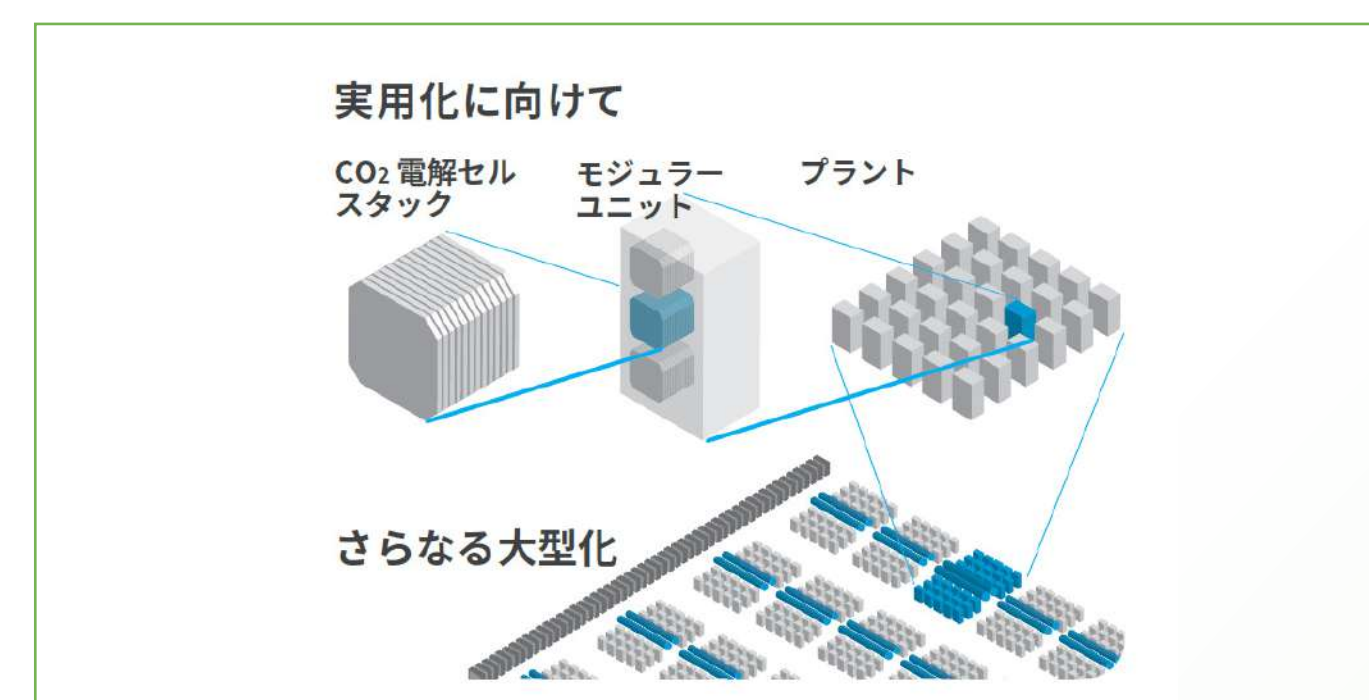 実用化に向けて
CO₂ 電解セル
スタック
モジュラー
ユニット
プラント
さらなる大型化